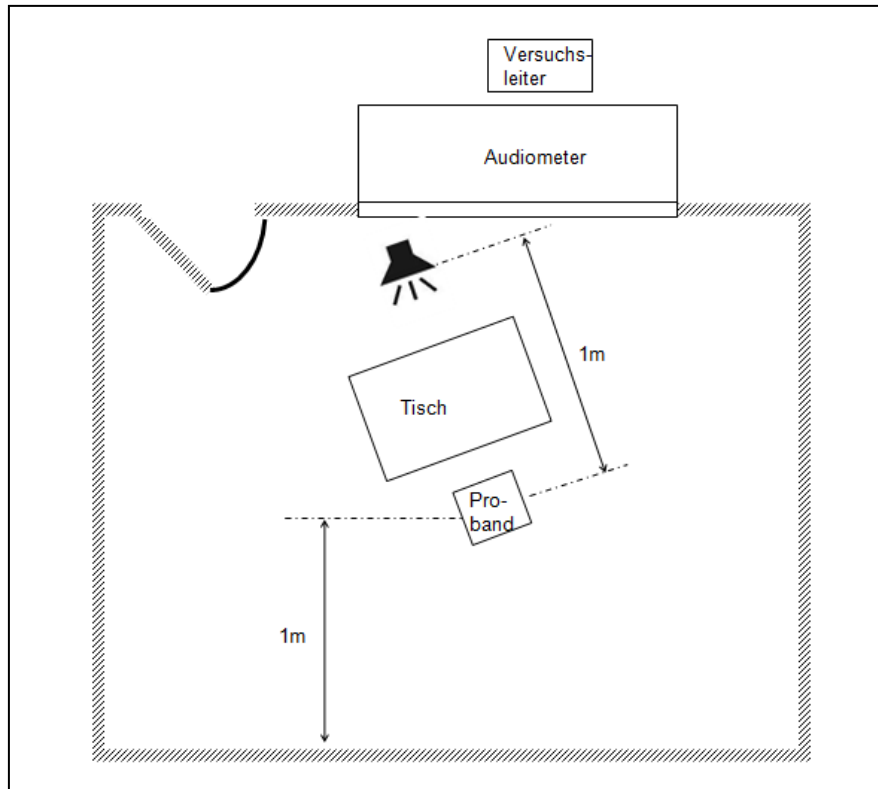 Versuchs-
leiter
Audiometer
1m
Tisch
Pro-
band
1m